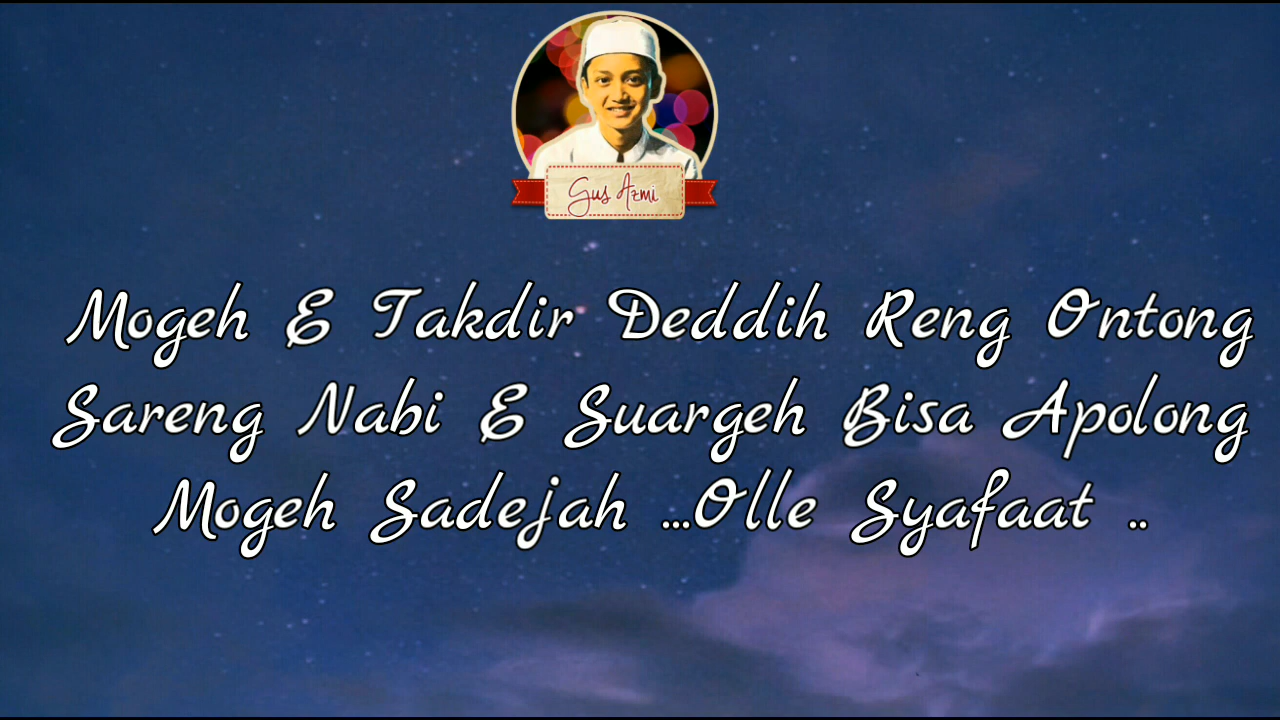 Gus Azmi
Mogeh E Takdir Deddih Reng Ontong
Sareng Nabi E Suargeh Bisa Apolong
Mogeh Sadejah ...Olle Syafaat ..